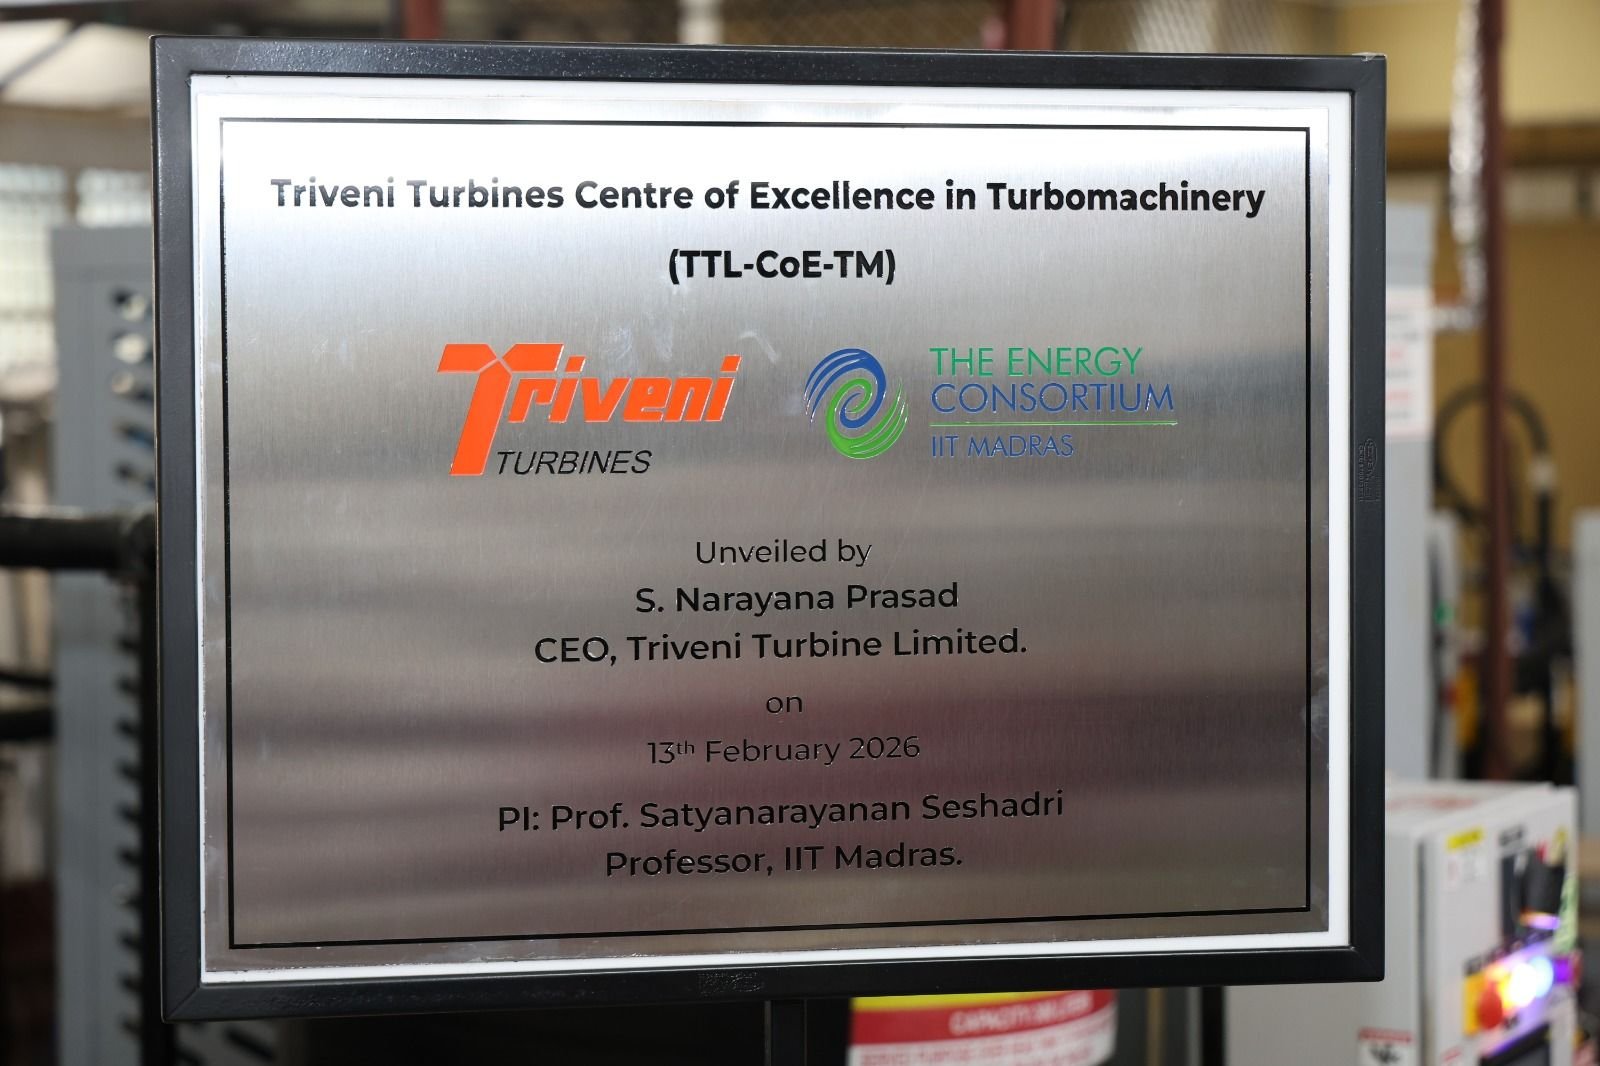 Triveni Turbines Centre of Excellence in Turbomachinery
(TTL-CoE-TM)
Triveni
TURBINES
THE ENERGY
CONSORTIUM
IIT MADRAS
Unveiled by
S. Narayana Prasad
CEO, Triveni Turbine Limited.
on
13th February 2026
PI: Prof. Satyanarayanan Seshadri
Professor, IIT Madras.